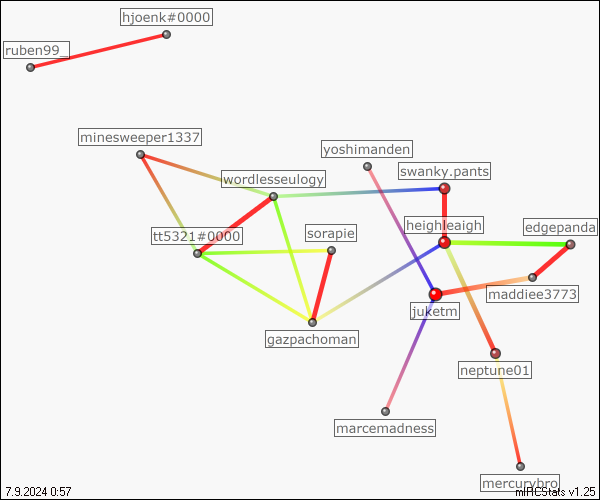 hjoenk#0000
ruben99_
minesweeper1337
yoshimanden
swanky.pants
wordlesseulogy
heighleaigh
edgepanda
sorapie
tt5321#0000
maddiee3773
juketm
gazpachoman
neptune01
marcemadness
mercurybro
7.9.2024 0:57
mIRCStats v1.25